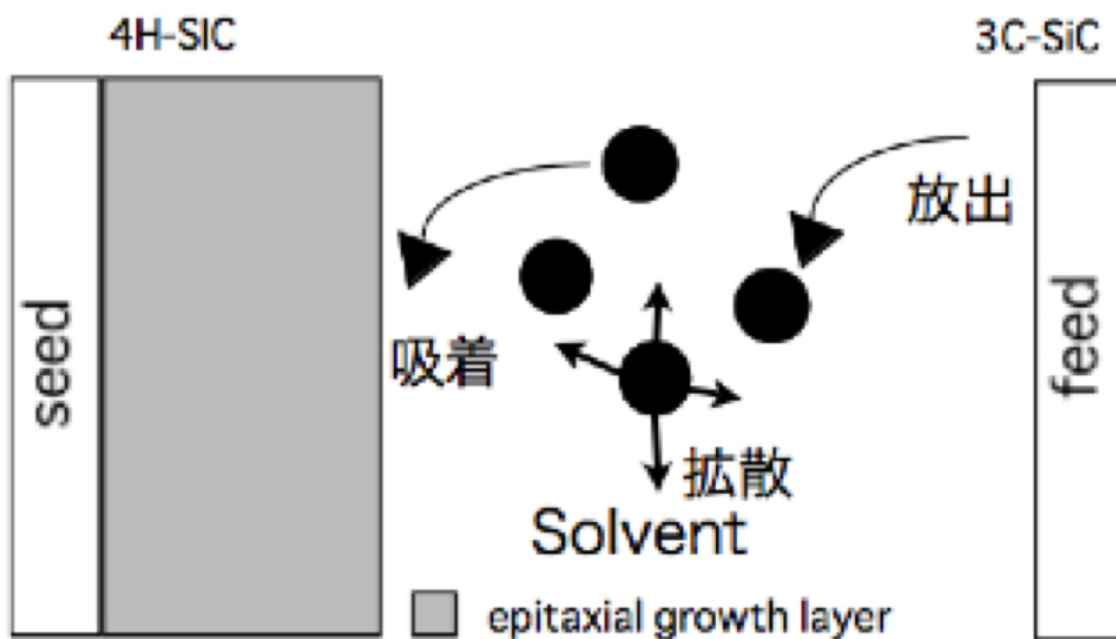 4H-SIC
3C-SiC
放出
seed
吸着
feed
拡散
Solvent
epitaxial growth layer